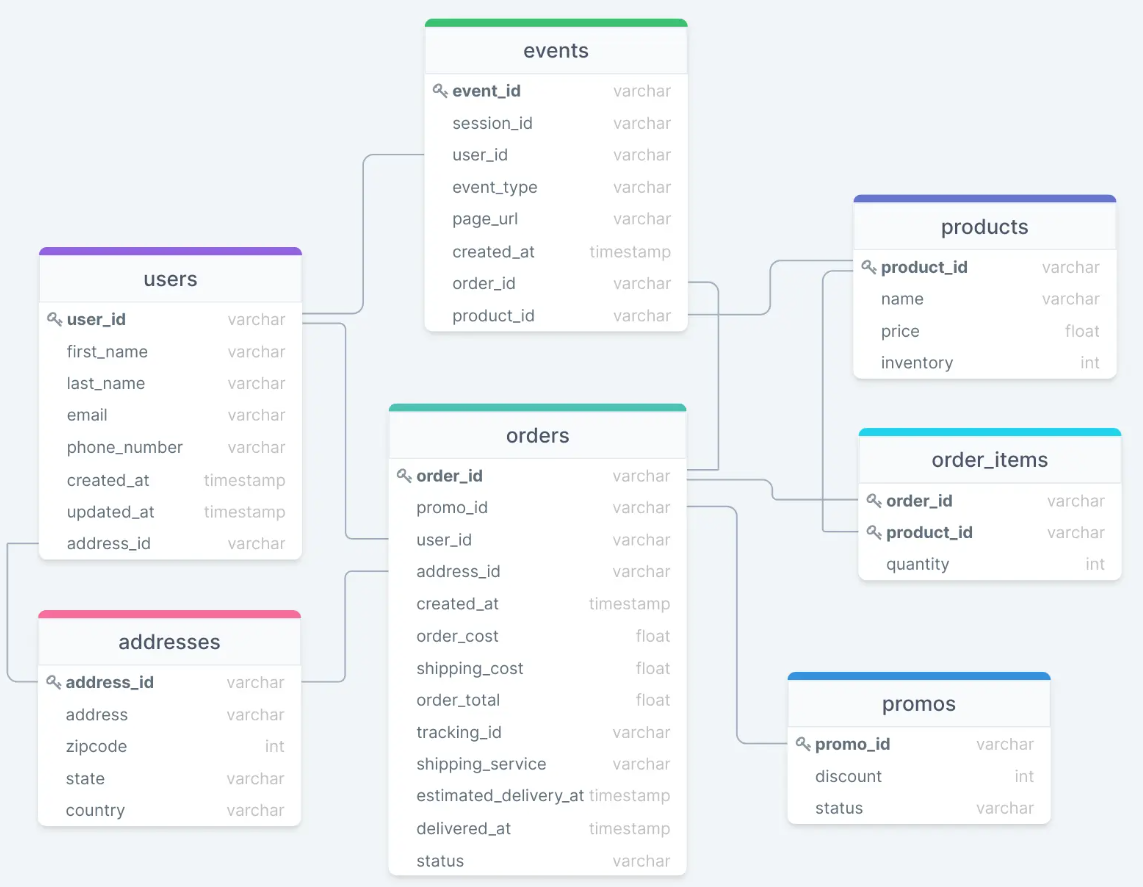 events
event_id varchar
session_id varchar
user_id varchar
event_type varchar
page_url varchar
created_at timestamp
order_id varchar
product_id varchar
products
product_id varchar
name varchar
price float
inventory int
users
user_id varchar
first_name varchar
last_name varchar
email varchar
phone_number varchar
created_at timestamp
updated_at timestamp
address_id varchar
orders
order_id varchar
promo_id varchar
user_id varchar
address_id varchar
created_at timestamp
order_cost float
shipping_cost float
order_total float
tracking_id varchar
shipping_service varchar
estimated_delivery_at timestamp
delivered_at timestamp
status varchar
order_items
order_id varchar
product_id varchar
quantity int
addresses
address_id varchar
address varchar
zipcode int
state varchar
country varchar
promos
promo_id varchar
discount int
status varchar